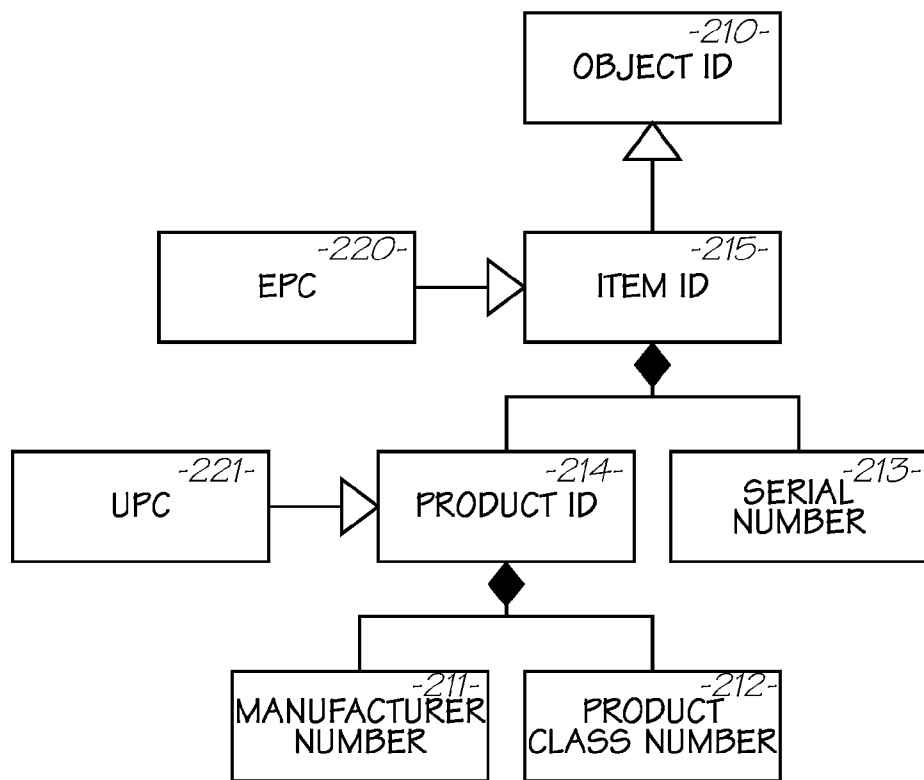 -210-
OBJECT ID
-220-
EPC
-215-
ITEM ID
-221-
UPC
-214-
PRODUCT ID
-213-
SERIAL
NUMBER
-211-
MANUFACTURER
NUMBER
-212-
PRODUCT
CLASS NUMBER